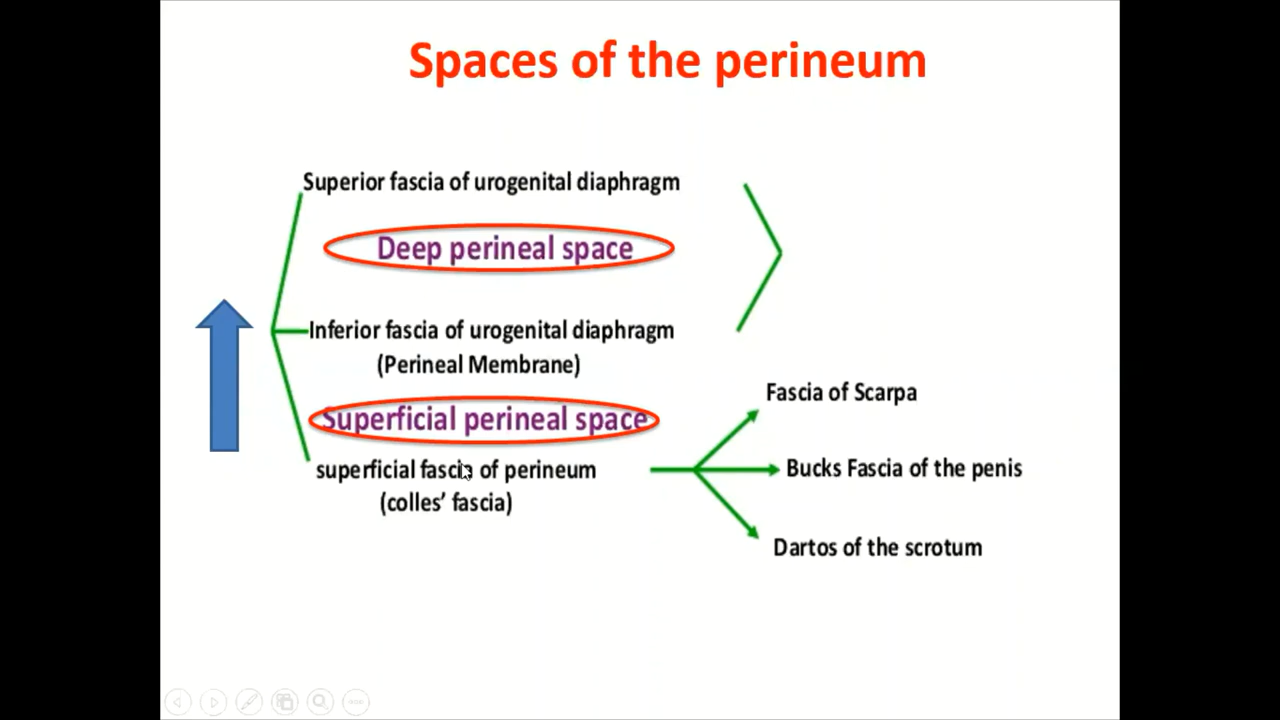 Spaces of the perineum
Superior fascia of urogenital diaphragm
Deep perineal space
Inferior fascia of urogenital diaphragm
(Perineal Membrane)
Superficial perineal space
superficial fascia of perineum
(colles’ fascia)
Fascia of Scarpa
Bucks Fascia of the penis
Dartos of the scrotum